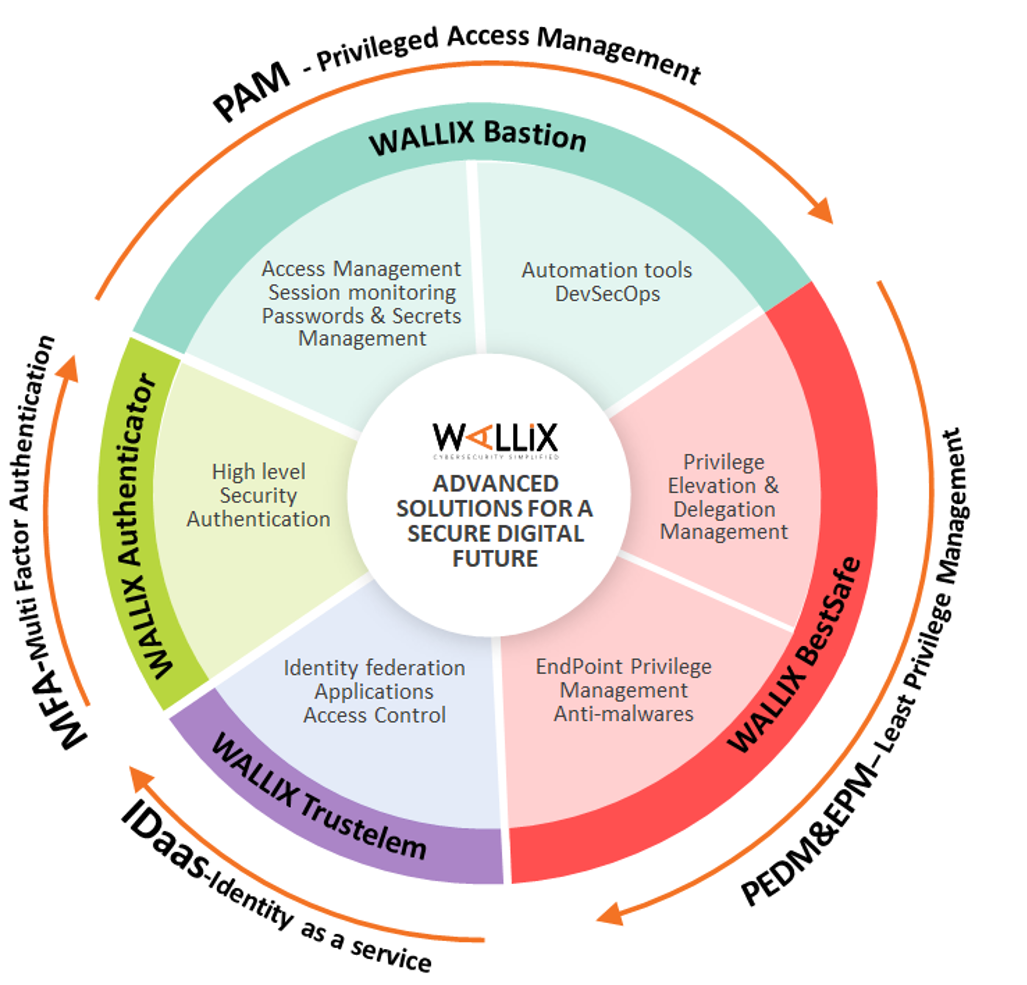 PAM - Privileged Access Management
WALLIX Bastion
Access Management
Session monitoring
Passwords & Secrets
Management
Automation tools
DevSecOps
WALLIX BestSafe
Privilege
Elevation &
Delegation
Management
EndPoint Privilege
Management
Anti-malwares
PEDM&EPM– Least Privilege Management
WALLIX Trustelem
Identity federation
Applications
Access Control
IDaas-Identity as a service
WALLIX Authenticator
High level
Security
Authentication
MFA-Multi Factor Authentication
WALLIX
CYBERSECURITY SIMPLIFIED
ADVANCED
SOLUTIONS FOR A
SECURE DIGITAL
FUTURE